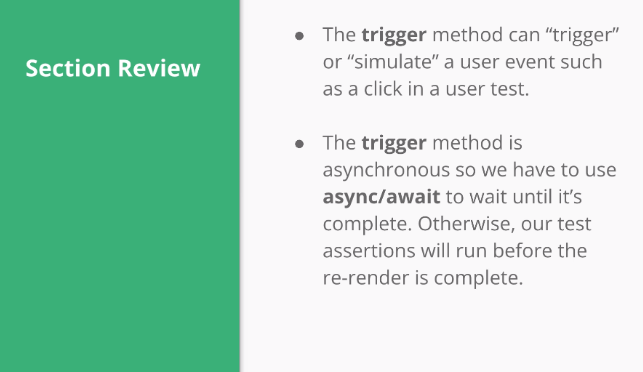 Section Review
● The trigger method can “trigger”
or “simulate” a user event such
as a click in a user test.
● The trigger method is
asynchronous so we have to use
async/await to wait until it’s
complete. Otherwise, our test
assertions will run before the
re-render is complete.